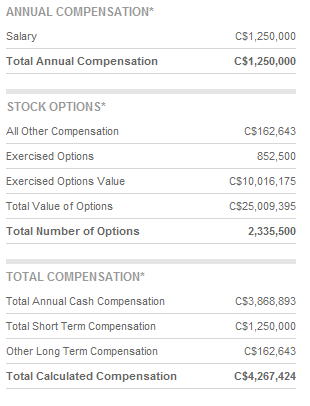 ANNUAL COMPENSATION*
Salary C$1,250,000
Total Annual Compensation C$1,250,000
STOCK OPTIONS*
All Other Compensation C$162,643
Exercised Options 852,500
Exercised Options Value C$10,016,175
Total Value of Options C$25,009,395
Total Number of Options 2,335,500
TOTAL COMPENSATION*
Total Annual Cash Compensation C$3,868,893
Total Short Term Compensation C$1,250,000
Other Long Term Compensation C$162,643
Total Calculated Compensation C$4,267,424